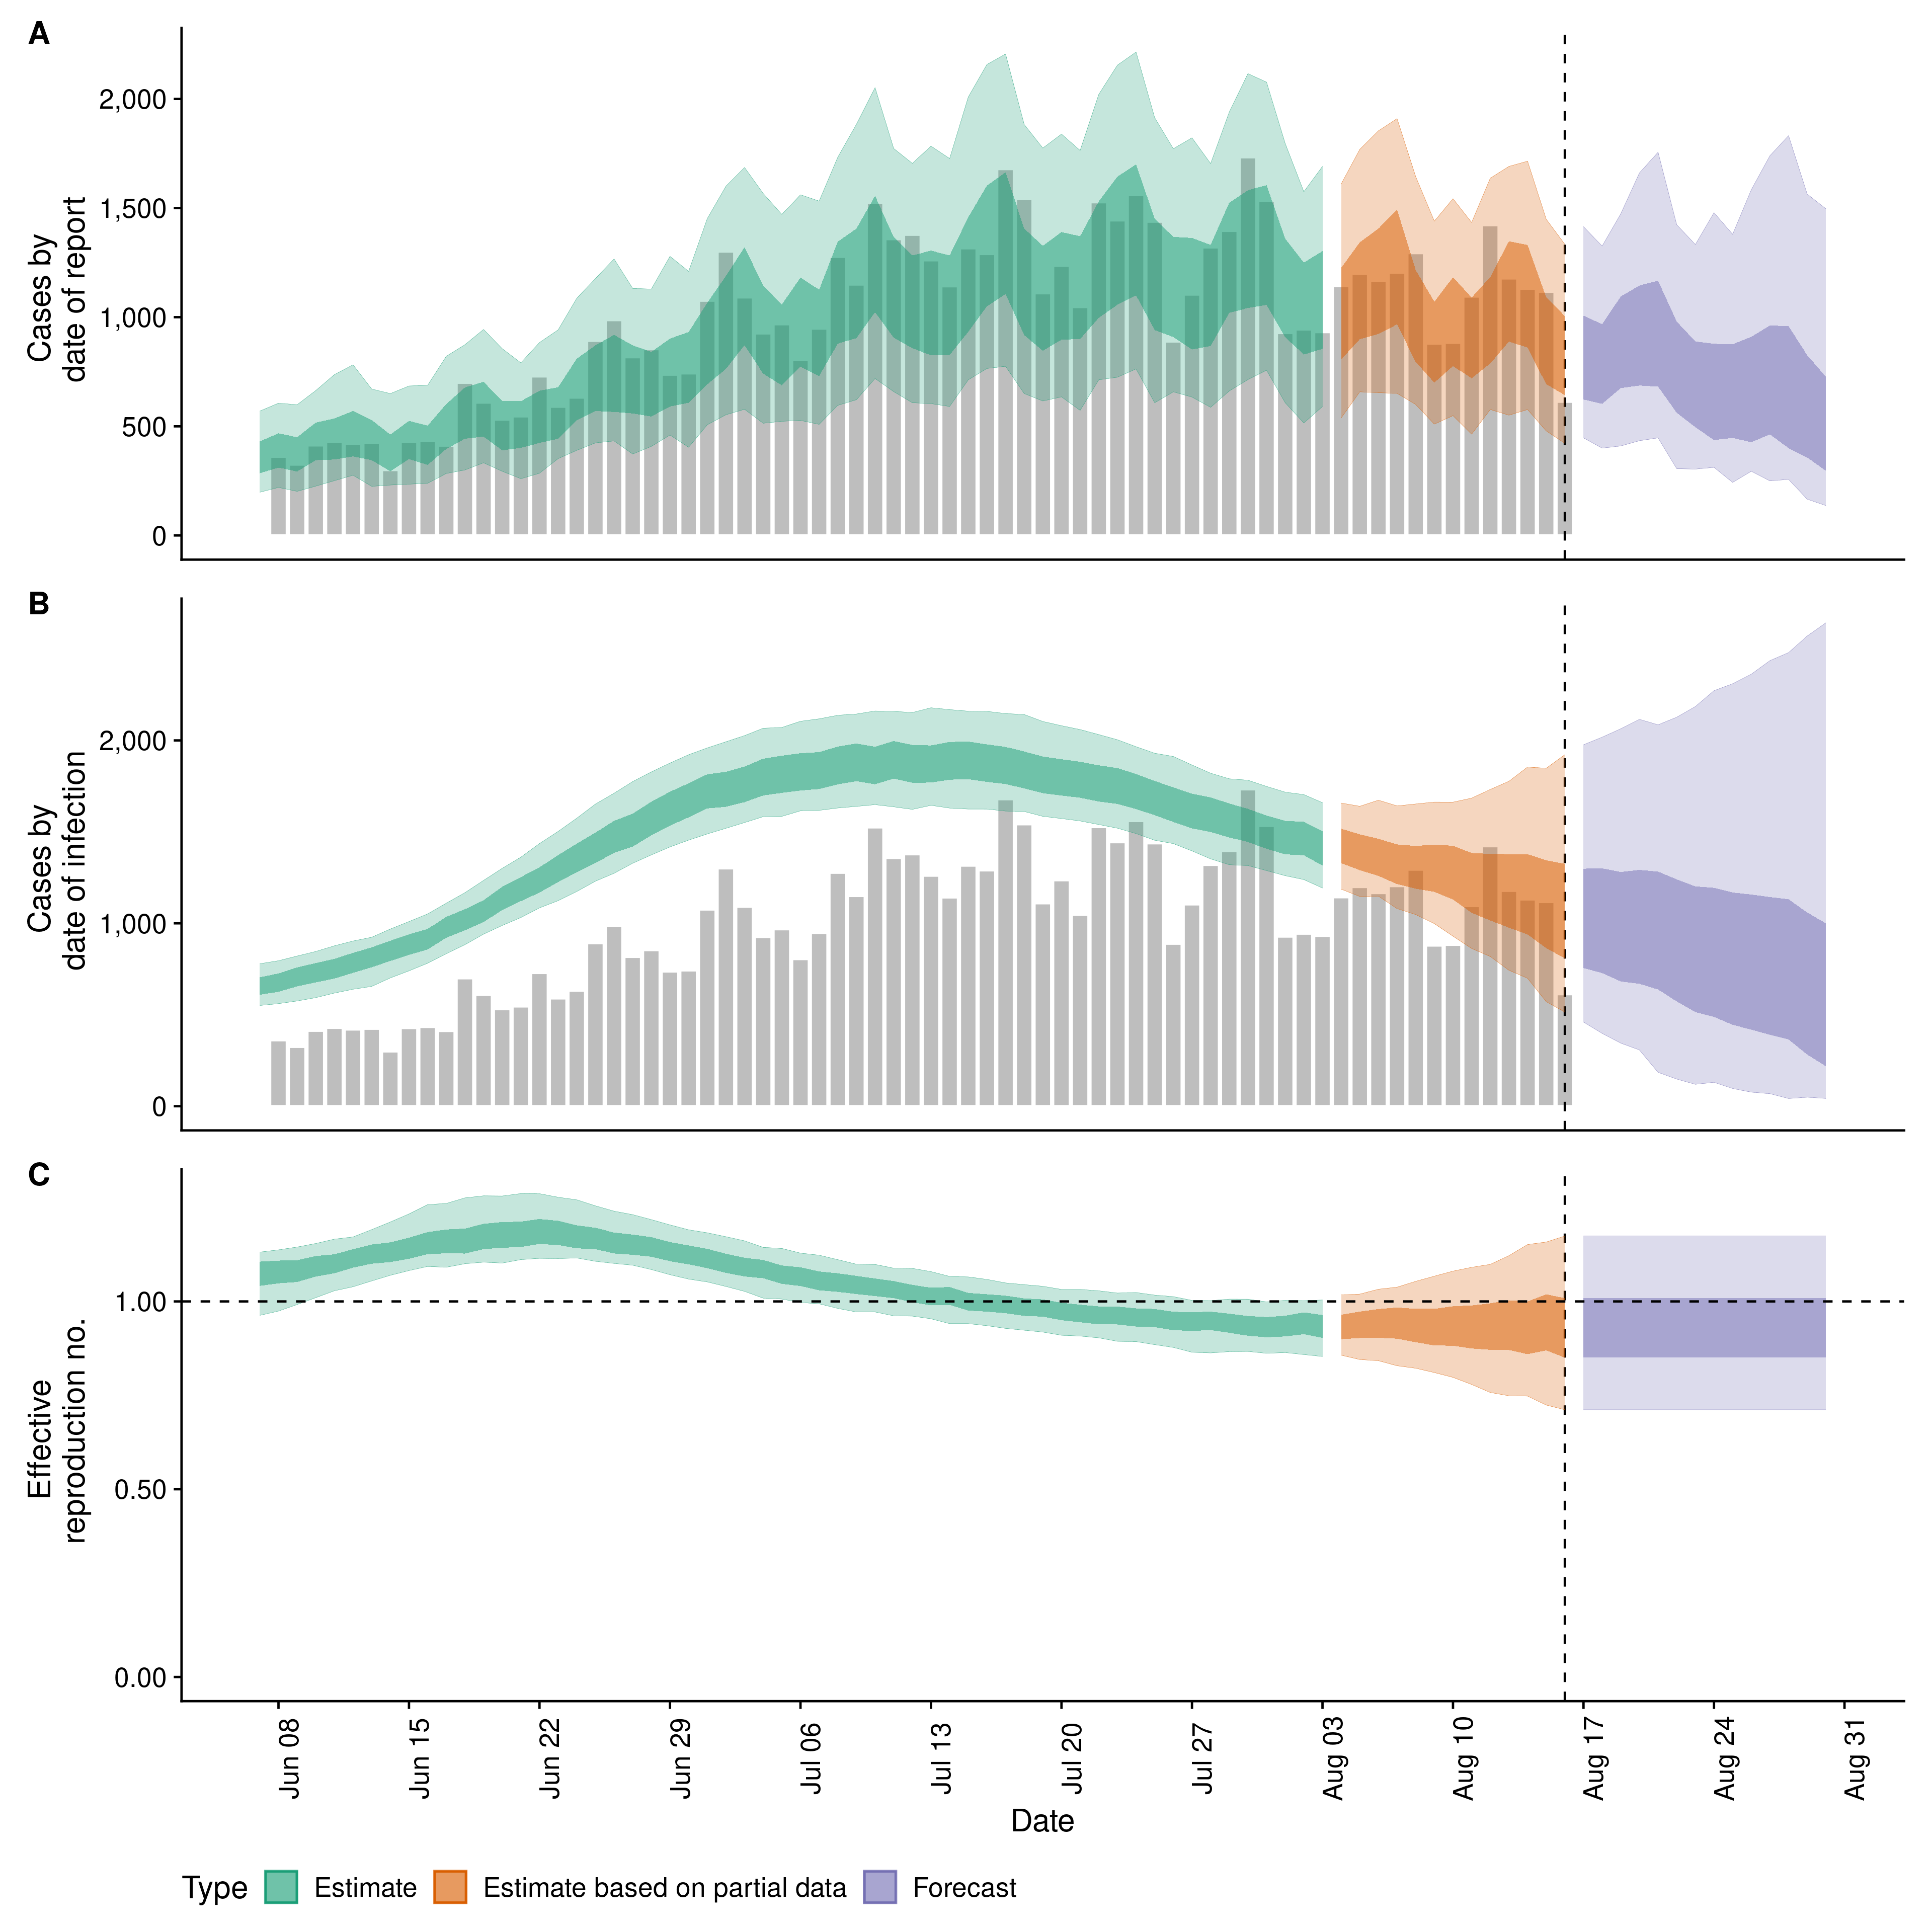 A
Cases by
date of report
2,000
1,500
1,000
500
0
B
Cases by
date of infection
2,000
1,000
0
C
Effective
reproduction no.
1.00
0.50
0.00
Jun 08
Jun 15
Jun 22
Jun 29
Jul 06
Jul 13
Jul 20
Jul 27
Aug 03
Aug 10
Aug 17
Aug 24
Aug 31
Date
Type Estimate Estimate based on partial data Forecast